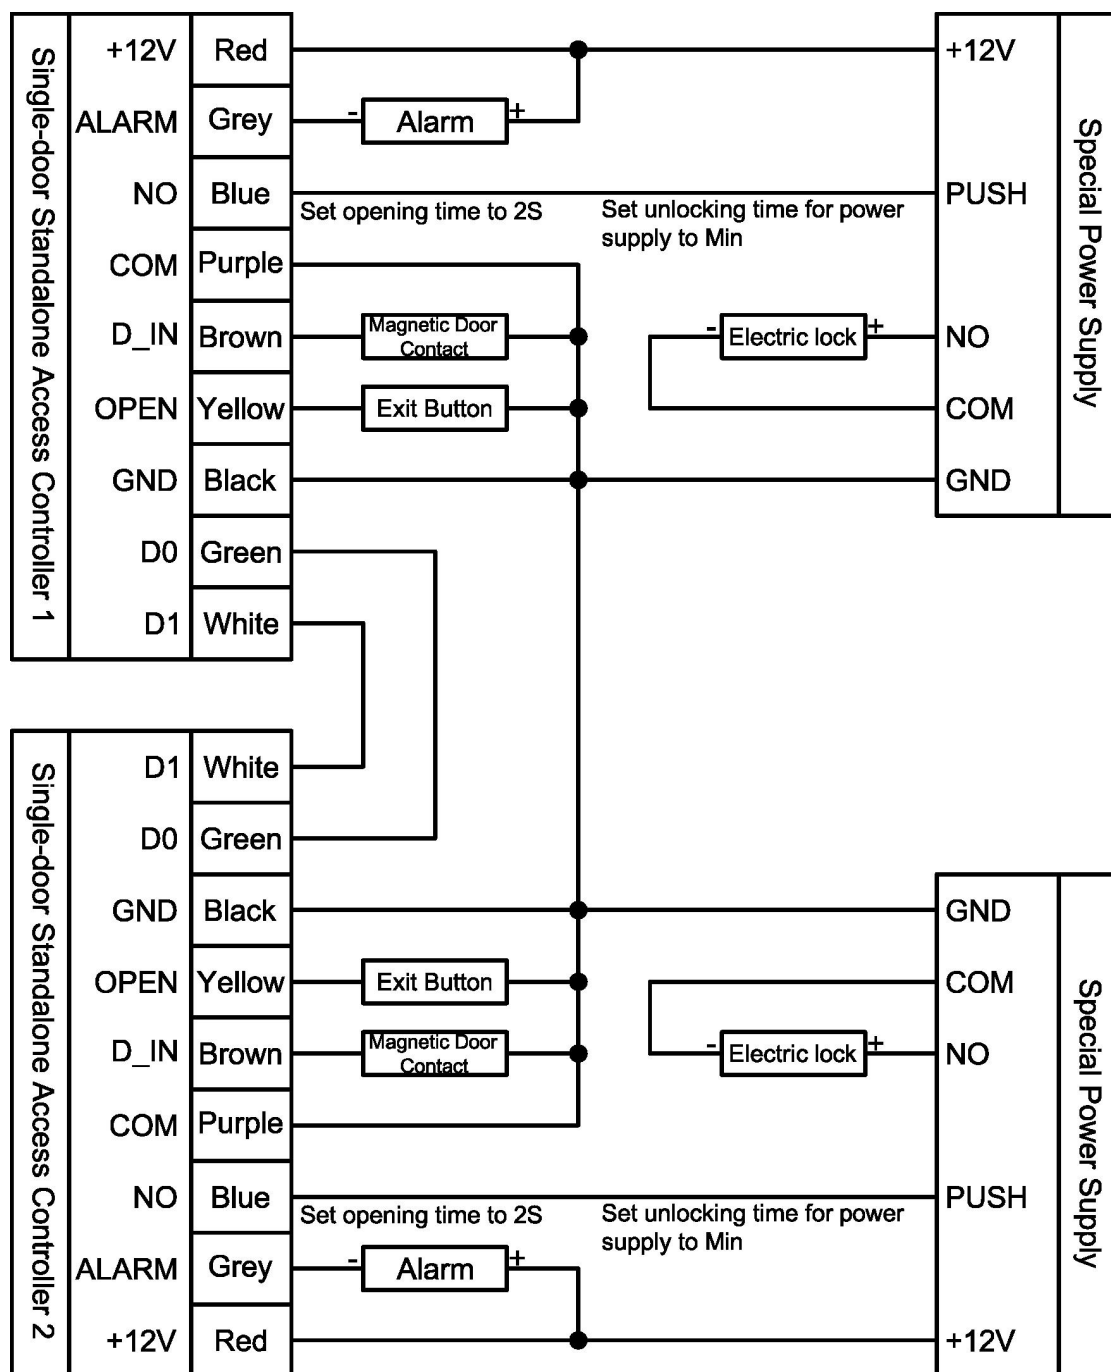 Single-door Standalone Access Controller 1
+12V Red
ALARM Grey
NO Blue
COM Purple
D_IN Brown
OPEN Yellow
GND Black
D0 Green
D1 White
- Alarm +
Set opening time to 2S
Set unlocking time for power
supply to Min
Magnetic Door
Contact
Exit Button
- Electric lock +
+12V
PUSH
NO
COM
GND
Special Power Supply
Single-door Standalone Access Controller 2
D1 White
D0 Green
GND Black
OPEN Yellow
D_IN Brown
COM Purple
NO Blue
ALARM Grey
+12V Red
Exit Button
Magnetic Door
Contact
- Electric lock +
Set opening time to 2S
Set unlocking time for power
supply to Min
- Alarm +
GND
COM
NO
PUSH
+12V
Special Power Supply